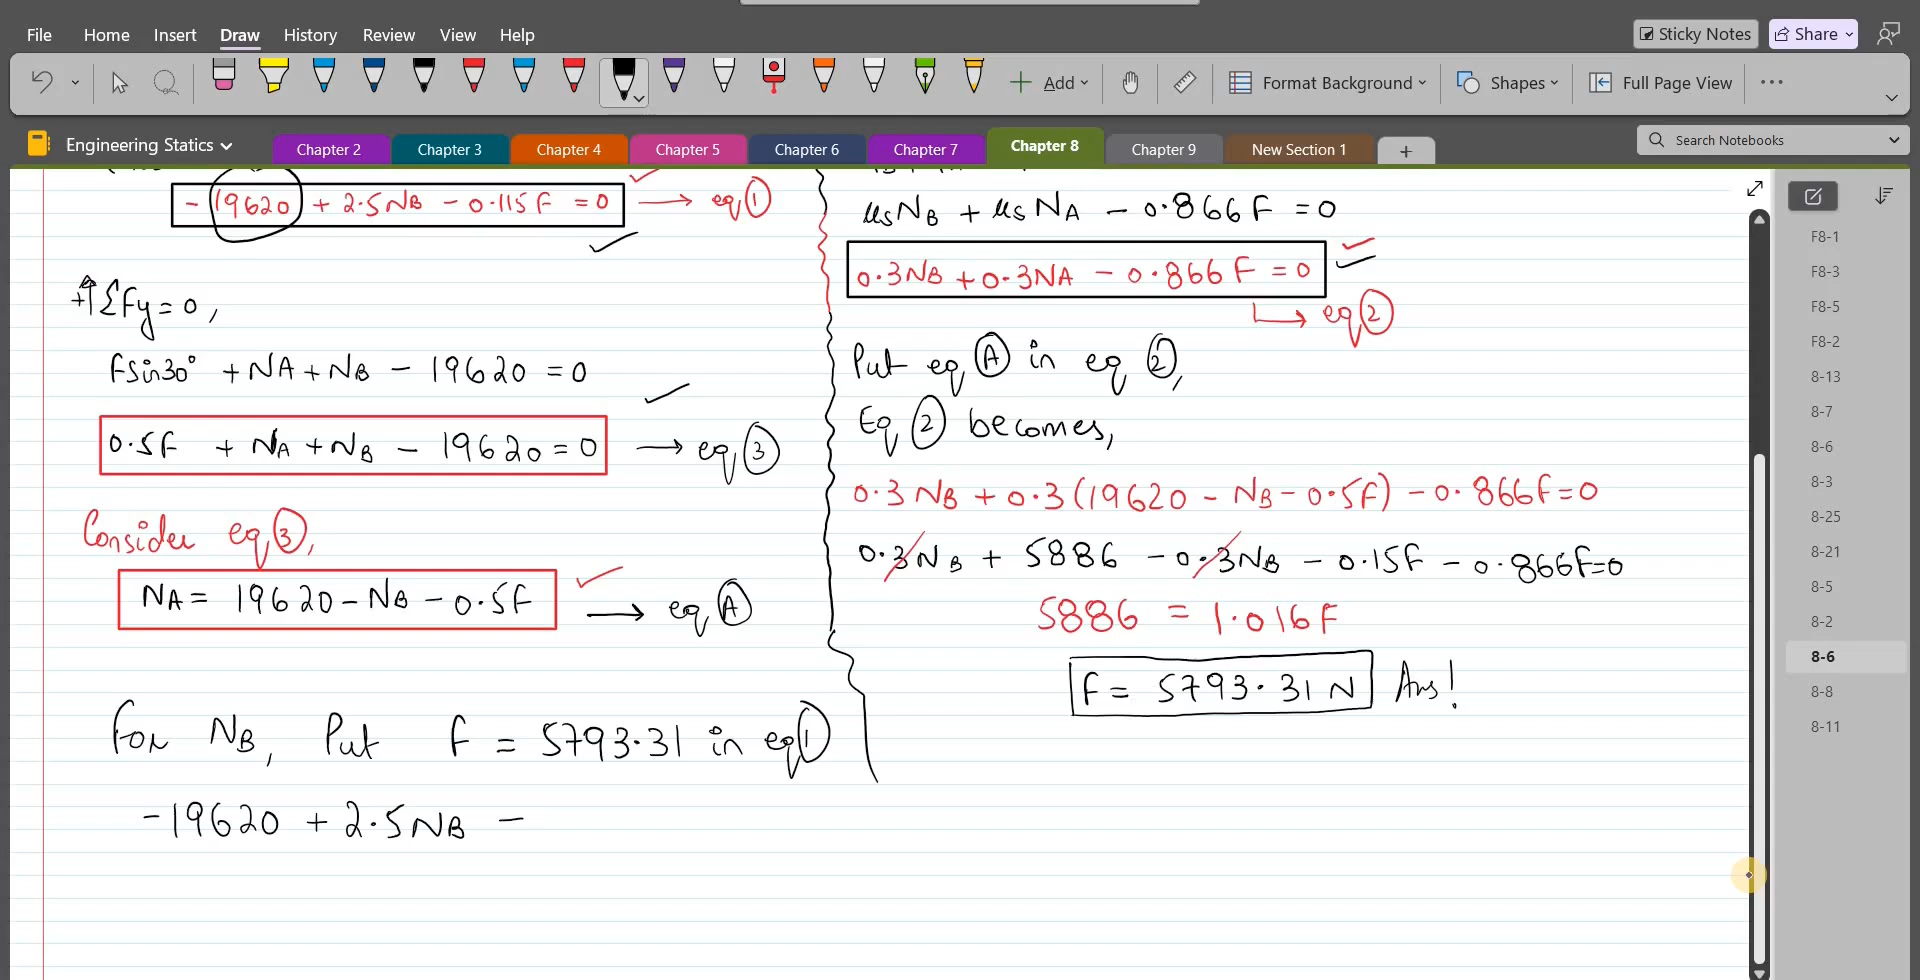 File Home Insert Draw History Review View Help
Sticky Notes Share
Add Format Background Shapes Full Page View
Engineering Statics Chapter 2 Chapter 3 Chapter 4 Chapter 5 Chapter 6 Chapter 7 Chapter 8 Chapter 9 New Section 1 +
Search Notebooks
- 19620 + 2.5NB - 0.115F = 0 → eq ①
+↑ΣFy = 0,
Fsin30° + NA + NB - 19620 = 0
0.5F + NA + NB - 19620 = 0 → eq ③
Consider eq ③,
NA = 19620 - NB - 0.5F → eq Ⓐ
For NB, Put F = 5793.31 in eq ①
-19620 + 2.5NB -
μsNB + μsNA - 0.866F = 0
0.3NB + 0.3NA - 0.866F = 0
→ eq ②
Put eq Ⓐ in eq ②,
Eq ② becomes,
0.3NB + 0.3(19620 - NB - 0.5F) - 0.866F = 0
0.3NB + 5886 - 0.3NB - 0.15F - 0.866F = 0
5886 = 1.016F
F = 5793.31 N Ans!
F8-1
F8-3
F8-5
F8-2
8-13
8-7
8-6
8-3
8-25
8-21
8-5
8-2
8-6
8-8
8-11